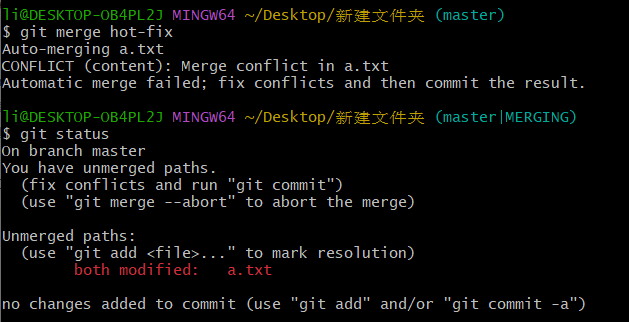 li@DESKTOP-OB4PL2J MINGW64 ~/Desktop/新建文件夹 (master)
$ git merge hot-fix
Auto-merging a.txt
CONFLICT (content): Merge conflict in a.txt
Automatic merge failed; fix conflicts and then commit the result.
li@DESKTOP-OB4PL2J MINGW64 ~/Desktop/新建文件夹 (master|MERGING)
$ git status
On branch master
You have unmerged paths.
  (fix conflicts and run "git commit")
  (use "git merge --abort" to abort the merge)
Unmerged paths:
  (use "git add <file>..." to mark resolution)
        both modified:   a.txt
no changes added to commit (use "git add" and/or "git commit -a")